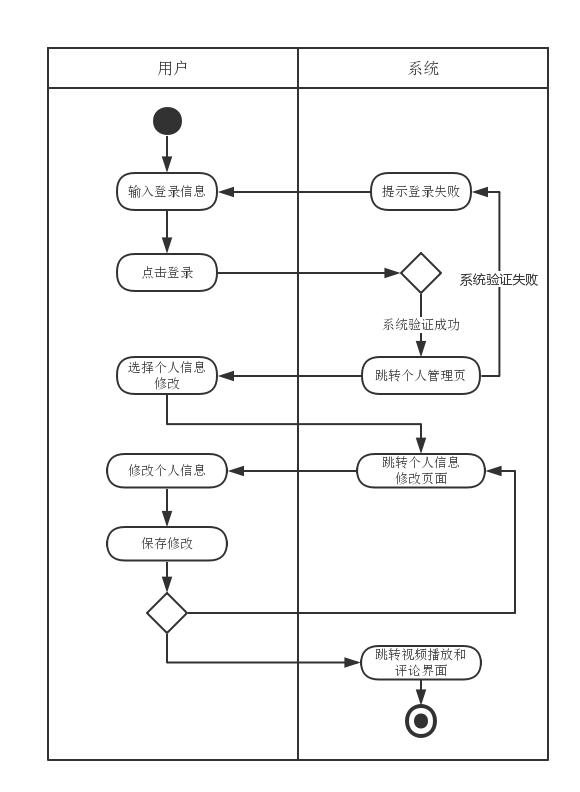 用户
系统
输入登录信息
提示登录失败
点击登录
系统验证失败
系统验证成功
选择个人信息
修改
跳转个人管理页
修改个人信息
跳转个人信息
修改页面
保存修改
跳转视频播放和
评论界面